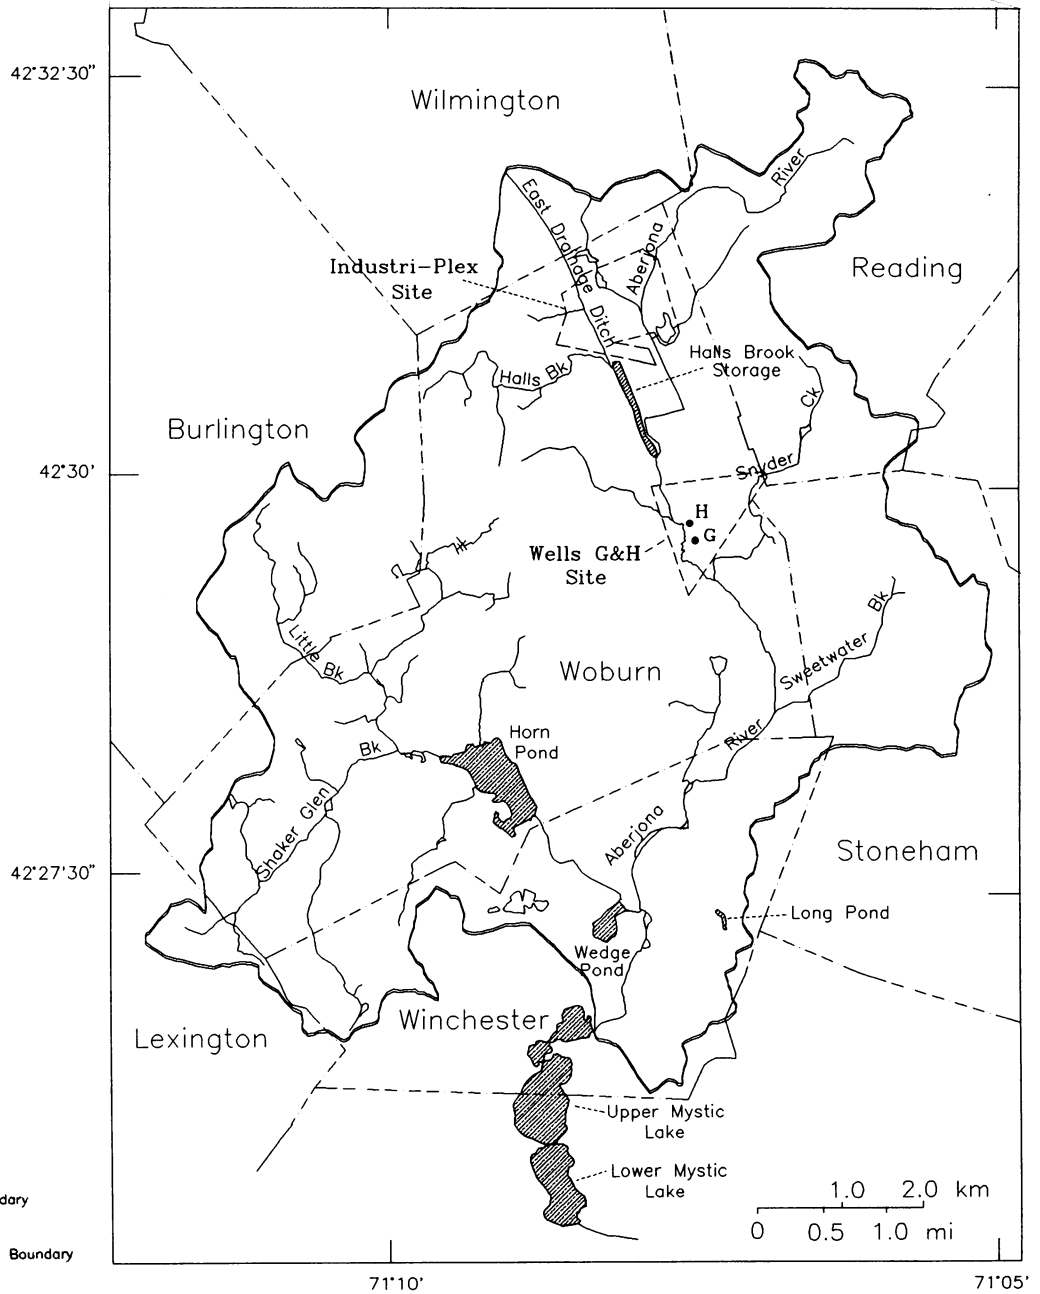 42°32'30"
Wilmington
River
East Drainage Ditch
Aberjona
Reading
Industri-Plex
Site
HaNs Brook
Storage
Halls Bk
Ck
Burlington
42°30'
Snyder
H
G
Wells G&H
Site
Bk
Little
Bk
Woburn
Sweetwater
River
Horn
Pond
Bk
Shaker Glen
Aberjona
Stoneham
42°27'30"
Long Pond
Wedge
Pond
Winchester
Lexington
Upper Mystic
Lake
Lower Mystic
Lake
dary
1.0 2.0 km
0 0.5 1.0 mi
Boundary
71°10'
71°05'